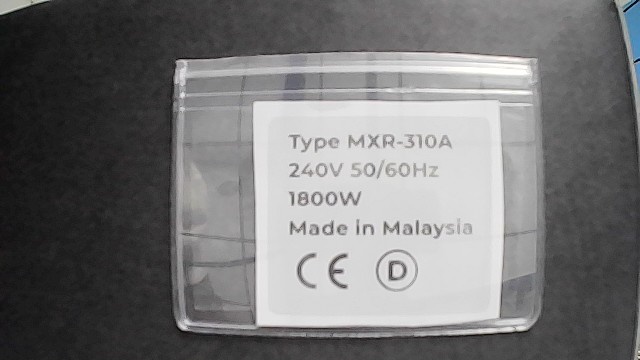 Type MXR-310A
240V 50/60Hz
1800W
Made in Malaysia
CE D